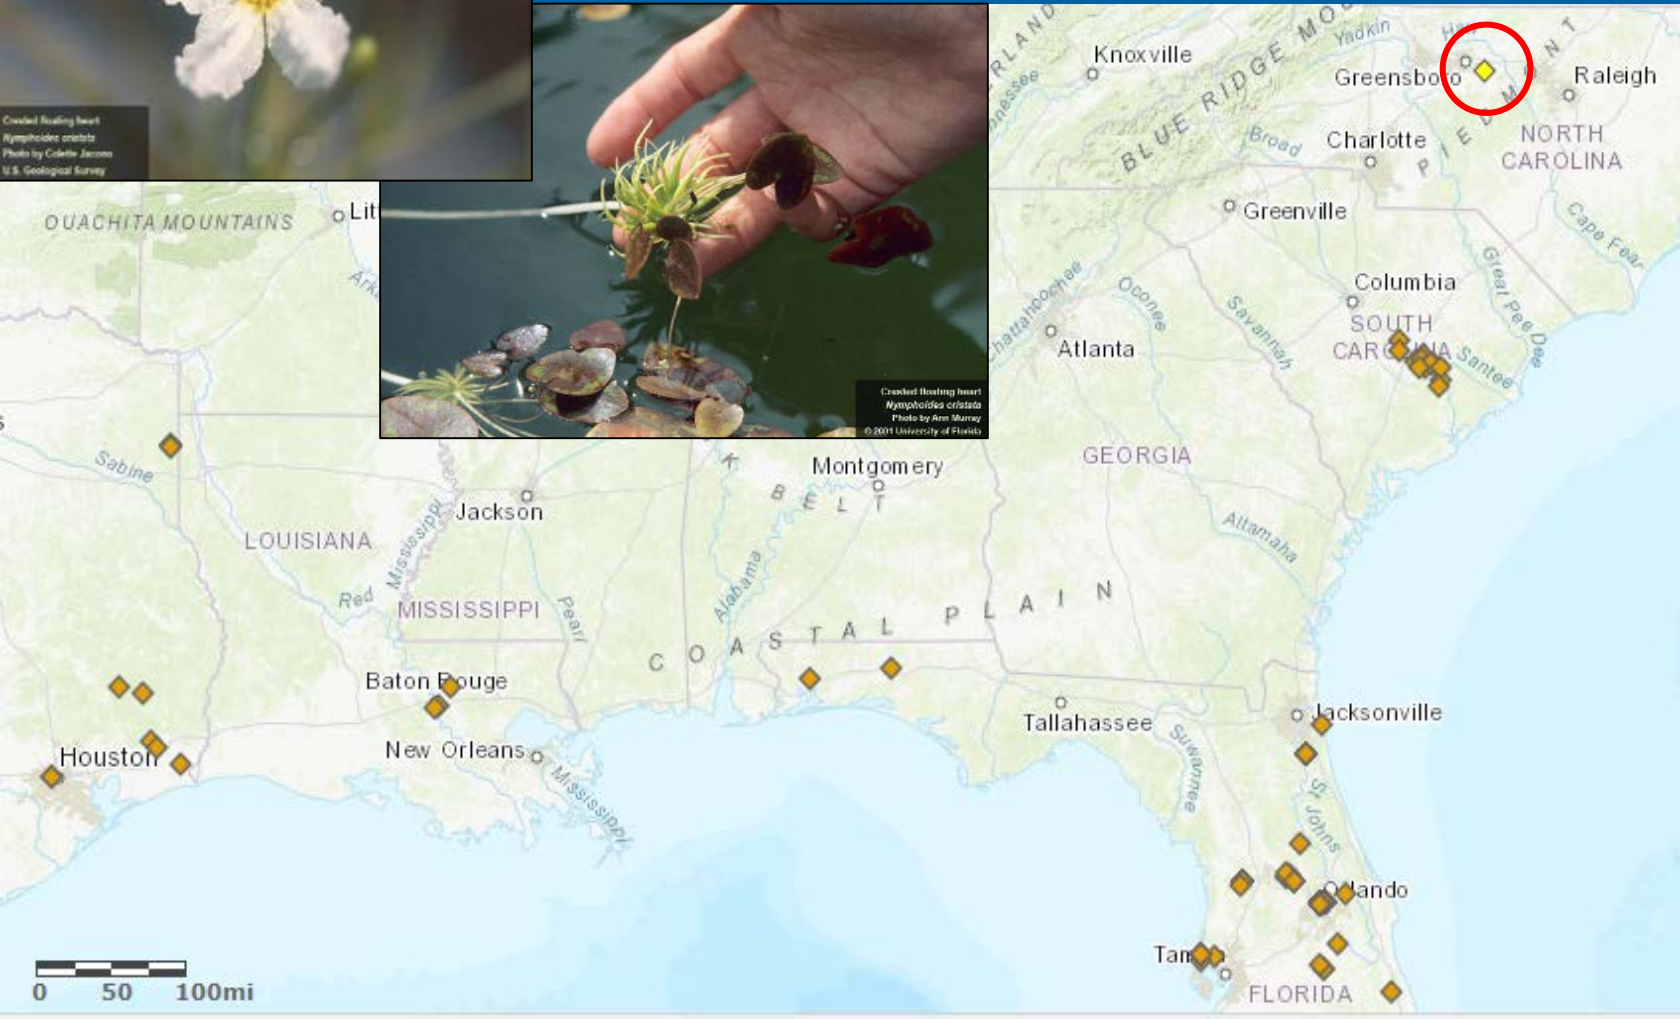 Crested floating heart
Nymphoides cristata
Photo by Colette Jacono
U.S. Geological Survey
Crested floating heart
Nymphoides cristata
Photo by Ann Murray
© 2001 University of Florida
Knoxville
BLUE RIDGE
Yadkin
Greensboro
Raleigh
PIEDMONT
Charlotte
NORTH
CAROLINA
Broad
Greenville
Cape Fear
OUACHITA MOUNTAINS
Columbia
SOUTH
Great Pee Dee
Santee
Chattahoochee
Oconee
Savannah
Atlanta
GEORGIA
Altamaha
Montgomery
BELT
Sabine
Jackson
LOUISIANA
Mississippi
Red
MISSISSIPPI
Pearl
Alabama
COASTAL PLAIN
Baton Rouge
Tallahassee
Jacksonville
Suwannee
St Johns
New Orleans
Mississippi
Houston
Orlando
FLORIDA
0 50 100mi